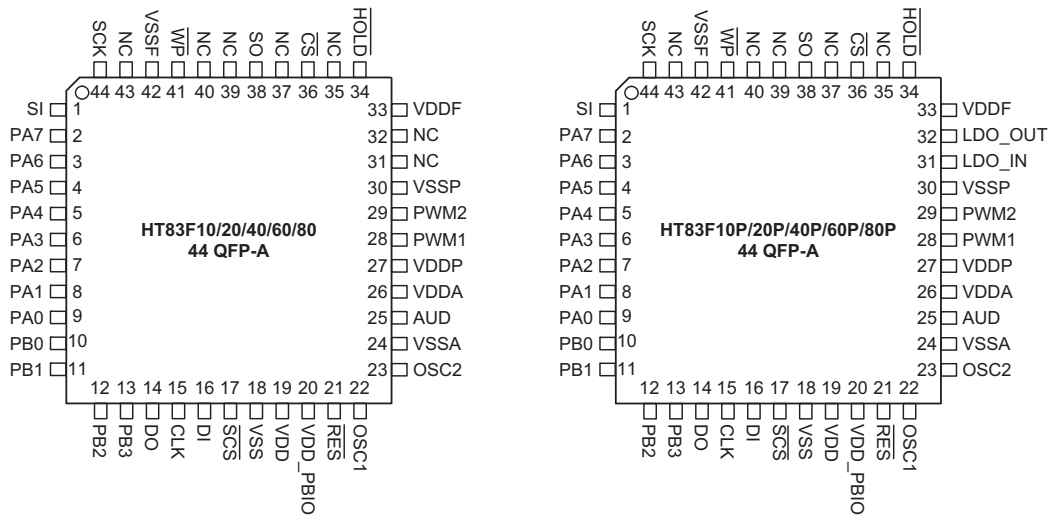 SCK NC VSSF WP NC NC SO NC CS NC HOLD
44 43 42 41 40 39 38 37 36 35 34
SI 1 33 VDDF
PA7 2 32 NC
PA6 3 31 NC
PA5 4 30 VSSP
PA4 5 29 PWM2
PA3 6 28 PWM1
PA2 7 27 VDDP
PA1 8 26 VDDA
PA0 9 25 AUD
PB0 10 24 VSSA
PB1 11 23 OSC2
HT83F10/20/40/60/80
44 QFP-A
12 13 14 15 16 17 18 19 20 21 22
PB2 PB3 DO CLK DI SCS VSS VDD VDD_PBIO RES OSC1
SCK NC VSSF WP NC NC SO NC CS NC HOLD
44 43 42 41 40 39 38 37 36 35 34
SI 1 33 VDDF
PA7 2 32 LDO_OUT
PA6 3 31 LDO_IN
PA5 4 30 VSSP
PA4 5 29 PWM2
PA3 6 28 PWM1
PA2 7 27 VDDP
PA1 8 26 VDDA
PA0 9 25 AUD
PB0 10 24 VSSA
PB1 11 23 OSC2
HT83F10P/20P/40P/60P/80P
44 QFP-A
12 13 14 15 16 17 18 19 20 21 22
PB2 PB3 DO CLK DI SCS VSS VDD VDD_PBIO RES OSC1